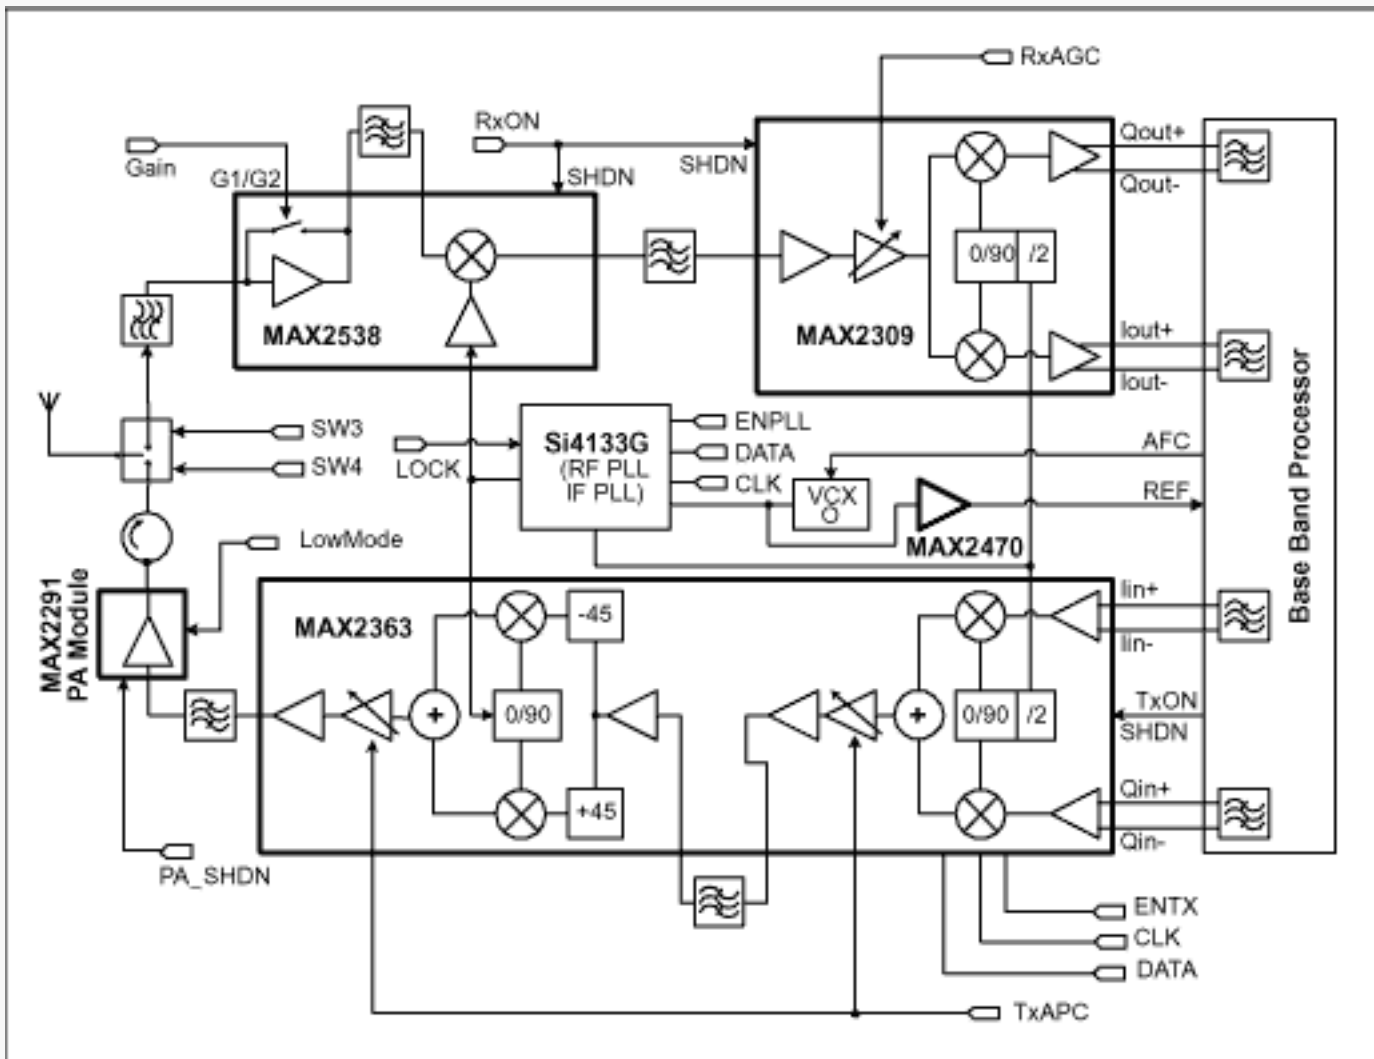 RxAGC
RxON
Gain
G1/G2
SHDN
SHDN
Qout+
Qout-
0/90
/2
MAX2538
MAX2309
Iout+
Iout-
SW3
SW4
LOCK
Si4133G
(RF PLL
IF PLL)
ENPLL
DATA
CLK
VCX
O
MAX2470
AFC
REF
Base Band Processor
LowMode
MAX2291
PA Module
MAX2363
-45
0/90
+45
+
+
0/90
/2
Iin+
Iin-
TxON
SHDN
Qin+
Qin-
PA_SHDN
ENTX
CLK
DATA
TxAPC